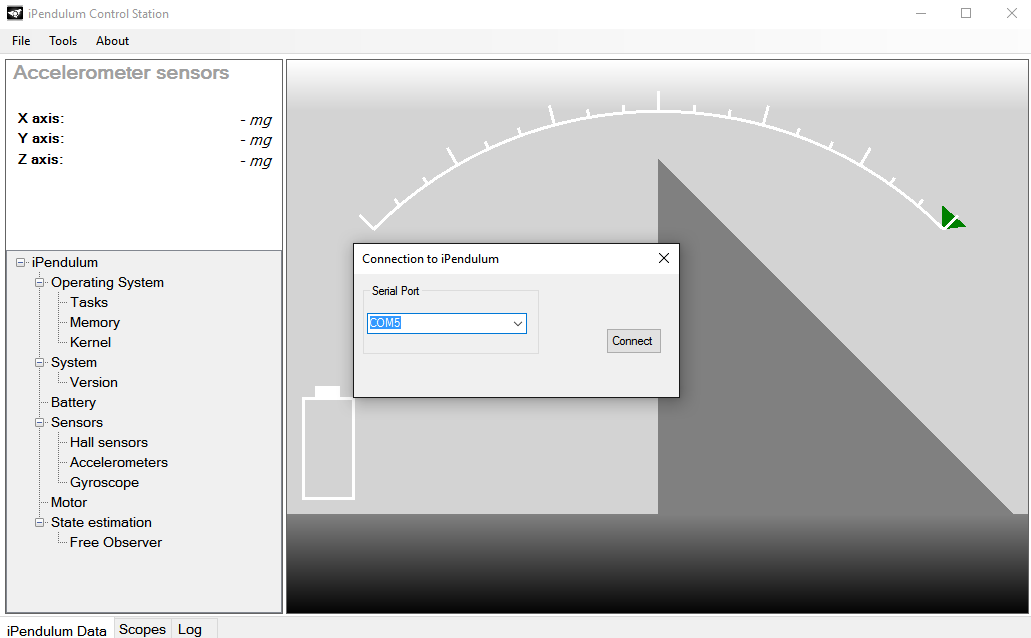 iPendulum Control Station
File Tools About
Accelerometer sensors
X axis: - mg
Y axis: - mg
Z axis: - mg
iPendulum
Operating System
Tasks
Memory
Kernel
System
Version
Battery
Sensors
Hall sensors
Accelerometers
Gyroscope
Motor
State estimation
Free Observer
Connection to iPendulum
Serial Port
COM5
Connect
iPendulum Data Scopes Log